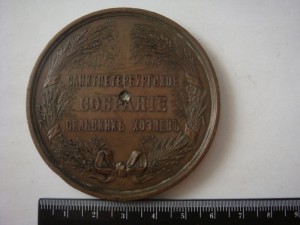 САНКТПЕТЕРБУРГСКОЕ
СОБРАНІЕ
СЕЛЬСКИХЪ ХОЗЯЕВЪ
1 2 3 4 5 6 7 8 9